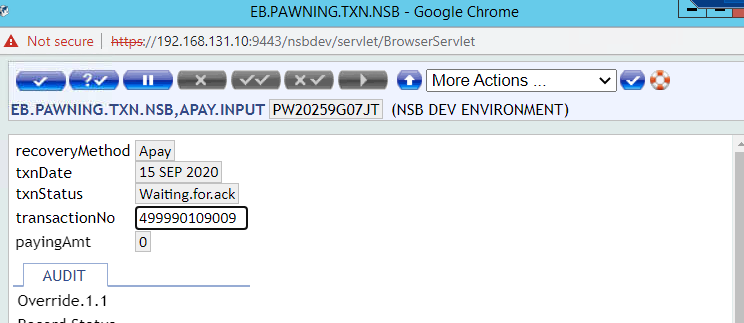 EB.PAWNING.TXN.NSB - Google Chrome
Not secure https://192.168.131.10:9443/nsbdev/servlet/BrowserServlet
More Actions ...
EB.PAWNING.TXN.NSB,APAY.INPUT PW20259G07JT (NSB DEV ENVIRONMENT)
recoveryMethod Apay
txnDate 15 SEP 2020
txnStatus Waiting.for.ack
transactionNo 499990109009
payingAmt 0
AUDIT
Override.1.1